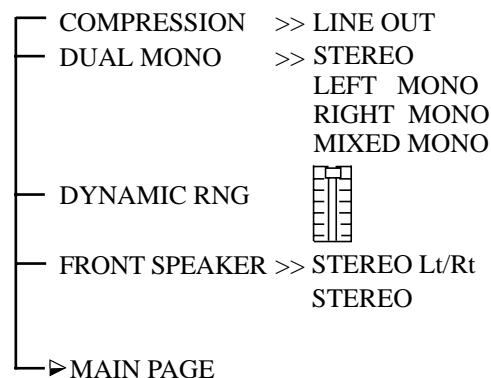 COMPRESSION >> LINE OUT
DUAL MONO >> STEREO
LEFT MONO
RIGHT MONO
MIXED MONO
DYNAMIC RNG
FRONT SPEAKER >> STEREO Lt/Rt
STEREO
MAIN PAGE